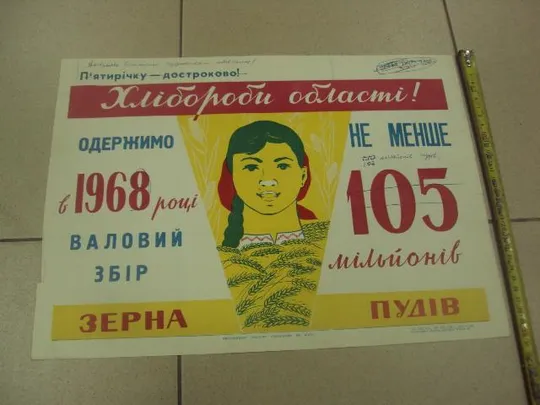 П'ятирічку — достроково!
Хлібороби області!
ОДЕРЖИМО
в 1968 році
ВАЛОВИЙ
ЗБІР
НЕ МЕНШЕ
105
мільйонів
ЗЕРНА ПУДІВ